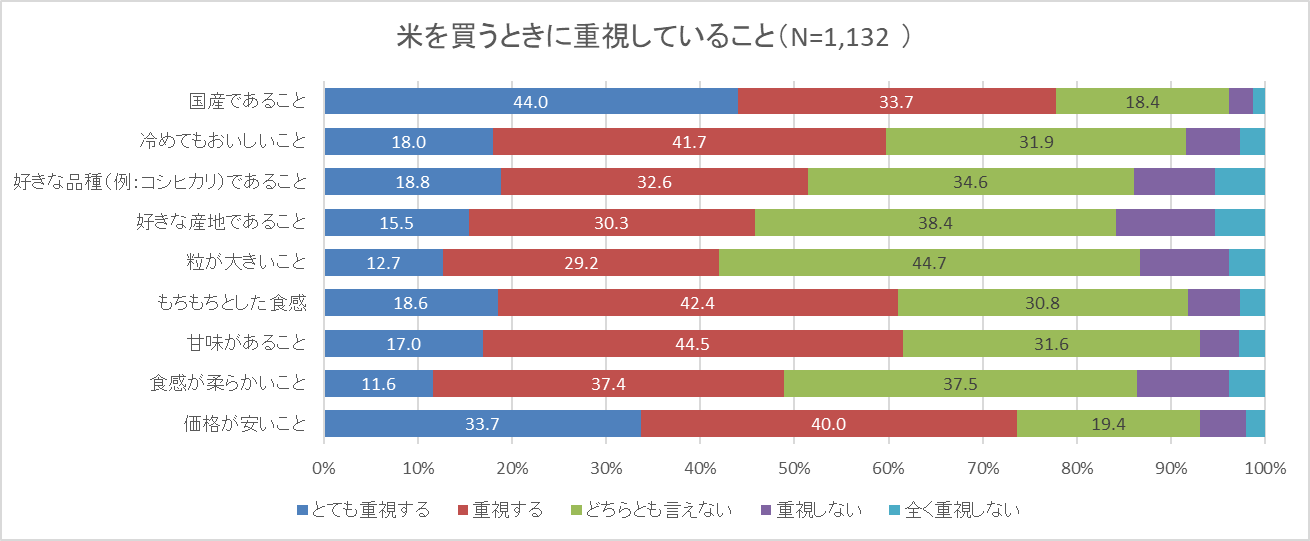 米を買うときに重視していること（N=1,132 ）
国産であること 44.0 33.7 18.4
冷めてもおいしいこと 18.0 41.7 31.9
好きな品種（例：コシヒカリ）であること 18.8 32.6 34.6
好きな産地であること 15.5 30.3 38.4
粒が大きいこと 12.7 29.2 44.7
もちもちとした食感 18.6 42.4 30.8
甘味があること 17.0 44.5 31.6
食感が柔らかいこと 11.6 37.4 37.5
価格が安いこと 33.7 40.0 19.4
0% 10% 20% 30% 40% 50% 60% 70% 80% 90% 100%
とても重視する 重視する どちらとも言えない 重視しない 全く重視しない